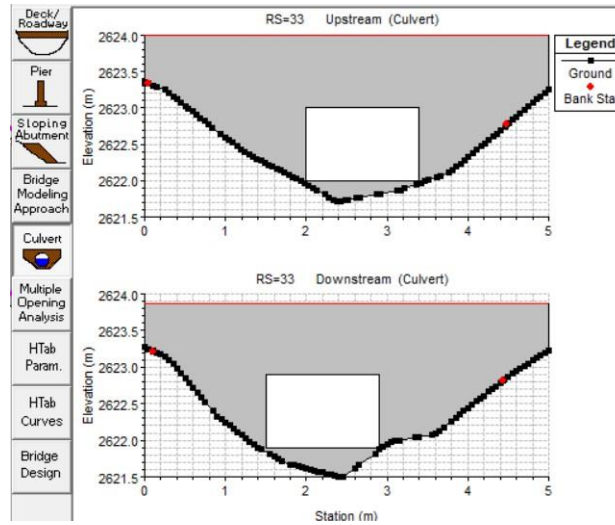 Deck/
Roadway
Pier
Sloping
Abutment
Bridge
Modeling
Approach
Culvert
Multiple
Opening
Analysis
HTab
Param.
HTab
Curves
Bridge
Design
RS=33 Upstream (Culvert)
Elevation (m)
2624.0
2623.5
2623.0
2622.5
2622.0
2621.5
0 1 2 3 4 5
Legend
Ground
Bank Sta
RS=33 Downstream (Culvert)
Elevation (m)
2624.0
2623.5
2623.0
2622.5
2622.0
2621.5
0 1 2 3 4 5
Station (m)